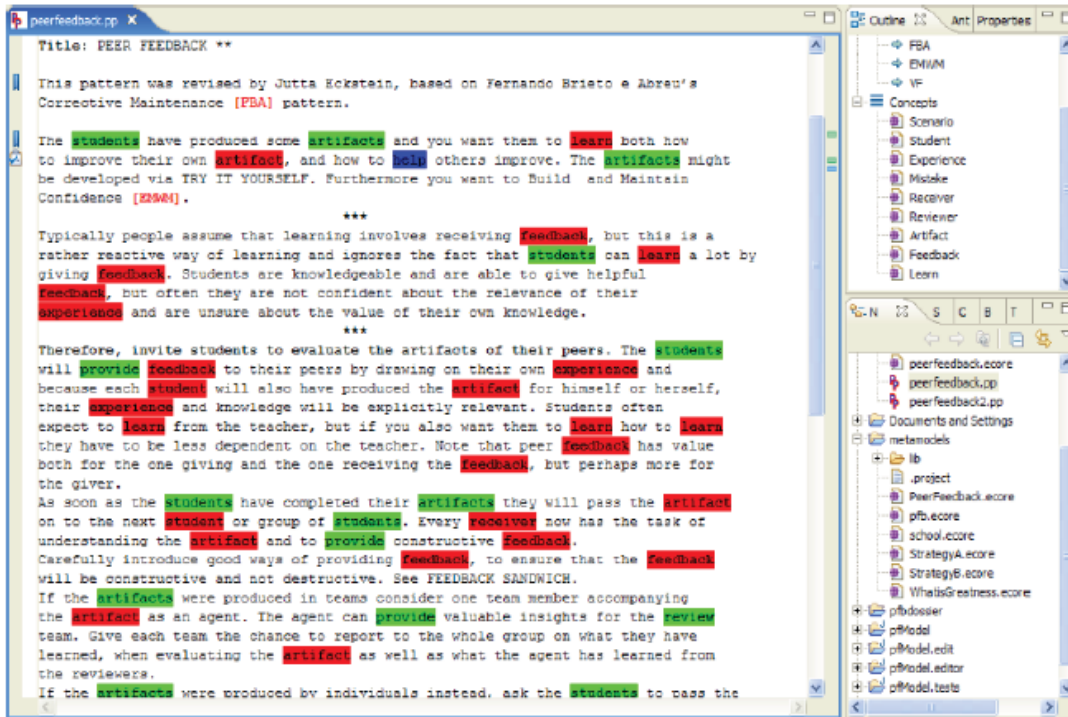 peerfeedback.pp
Title: PEER FEEDBACK **
This pattern was revised by Jutta Eckstein, based on Fernando Brieto e Abreu's
Corrective Maintenance [FBA] pattern.
The students have produced some artifacts and you want them to learn both how
to improve their own artifact, and how to help others improve. The artifacts might
be developed via TRY IT YOURSELF. Furthermore you want to Build and Maintain
Confidence [EMWM].
***
Typically people assume that learning involves receiving feedback, but this is a
rather reactive way of learning and ignores the fact that students can learn a lot by
giving feedback. Students are knowledgeable and are able to give helpful
feedback, but often they are not confident about the relevance of their
experience and are unsure about the value of their own knowledge.
***
Therefore, invite students to evaluate the artifacts of their peers. The students
will provide feedback to their peers by drawing on their own experience and
because each student will also have produced the artifact for himself or herself,
their experience and knowledge will be explicitly relevant. Students often
expect to learn from the teacher, but if you also want them to learn how to learn
they have to be less dependent on the teacher. Note that peer feedback has value
both for the one giving and the one receiving the feedback, but perhaps more for
the giver.
As soon as the students have completed their artifacts they will pass the artifact
on to the next student or group of students. Every receiver now has the task of
understanding the artifact and to provide constructive feedback.
Carefully introduce good ways of providing feedback, to ensure that the feedback
will be constructive and not destructive. See FEEDBACK SANDWICH.
If the artifacts were produced in teams consider one team member accompanying
the artifact as an agent. The agent can provide valuable insights for the review
team. Give each team the chance to report to the whole group on what they have
learned, when evaluating the artifact as well as what the agent has learned from
the reviewers.
If the artifacts were produced by individuals instead, ask the students to pass the
Outline Ant Properties
FBA
EMWM
VF
Concepts
Scenario
Student
Experience
Mistake
Receiver
Reviewer
Artifact
Feedback
Learn
N S C B T
peerfeedback.ecore
peerfeedback.pp
peerfeedback2.pp
Documents and Settings
metamodels
lib
.project
PeerFeedback.ecore
pfb.ecore
school.ecore
StrategyA.ecore
StrategyB.ecore
WhatisGreatness.ecore
pfbdossier
pfModel
pfModel.edit
pfModel.editor
pfModel.tests